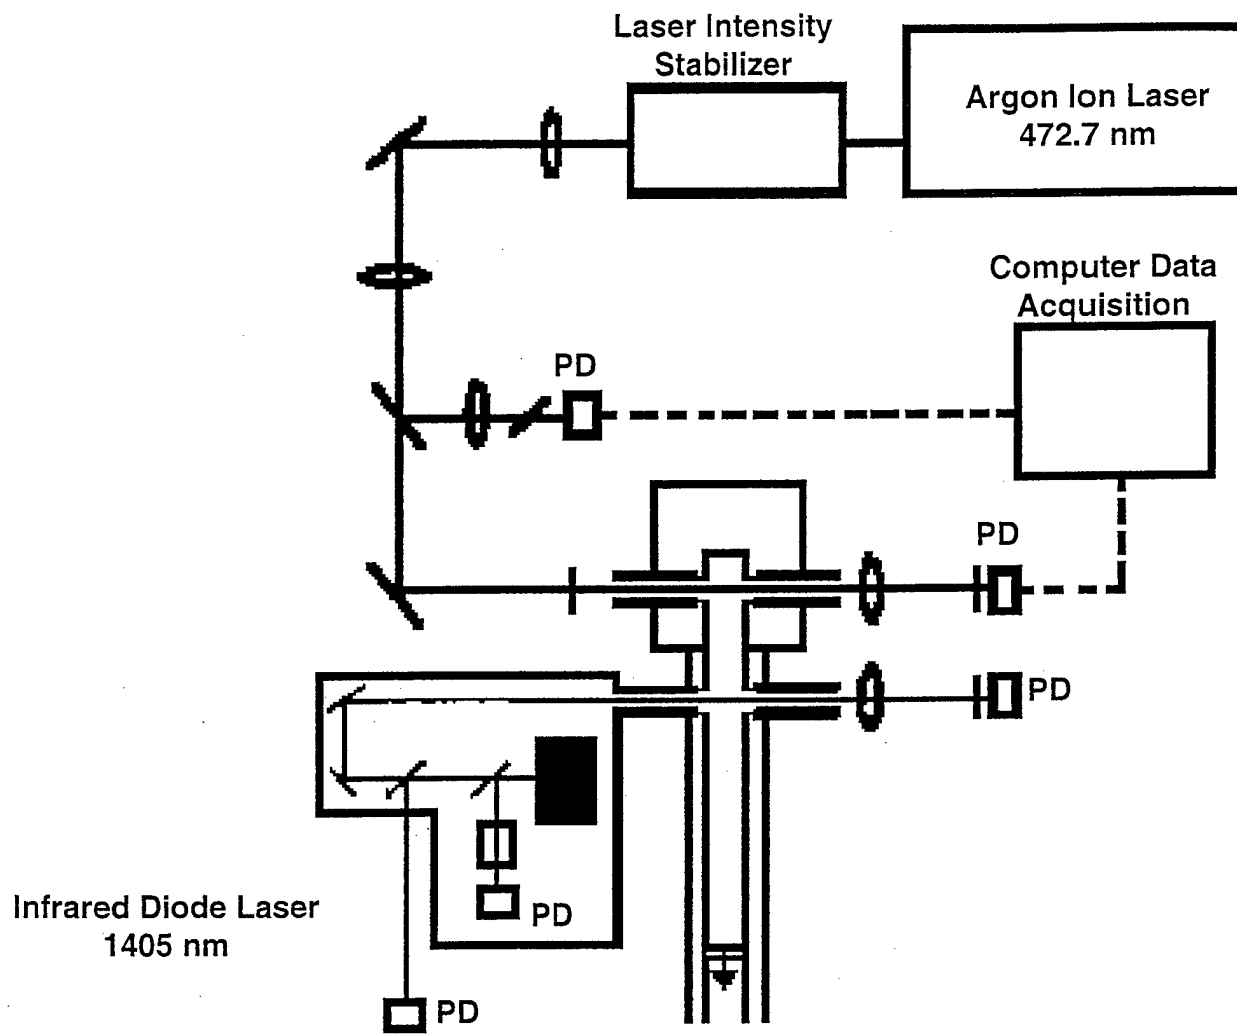 Laser Intensity
Stabilizer
Argon Ion Laser
472.7 nm
Computer Data
Acquisition
PD
PD
PD
PD
Infrared Diode Laser
1405 nm
PD